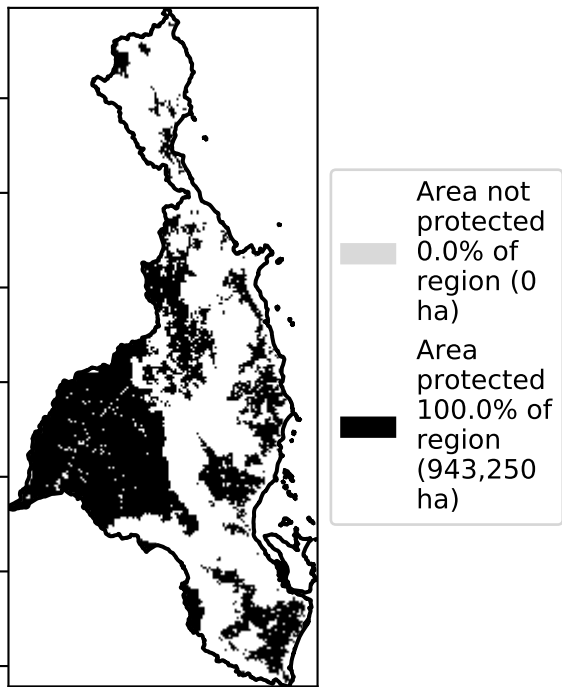 Area not
protected
0.0% of
region (0
ha)
Area
protected
100.0% of
region
(943,250
ha)